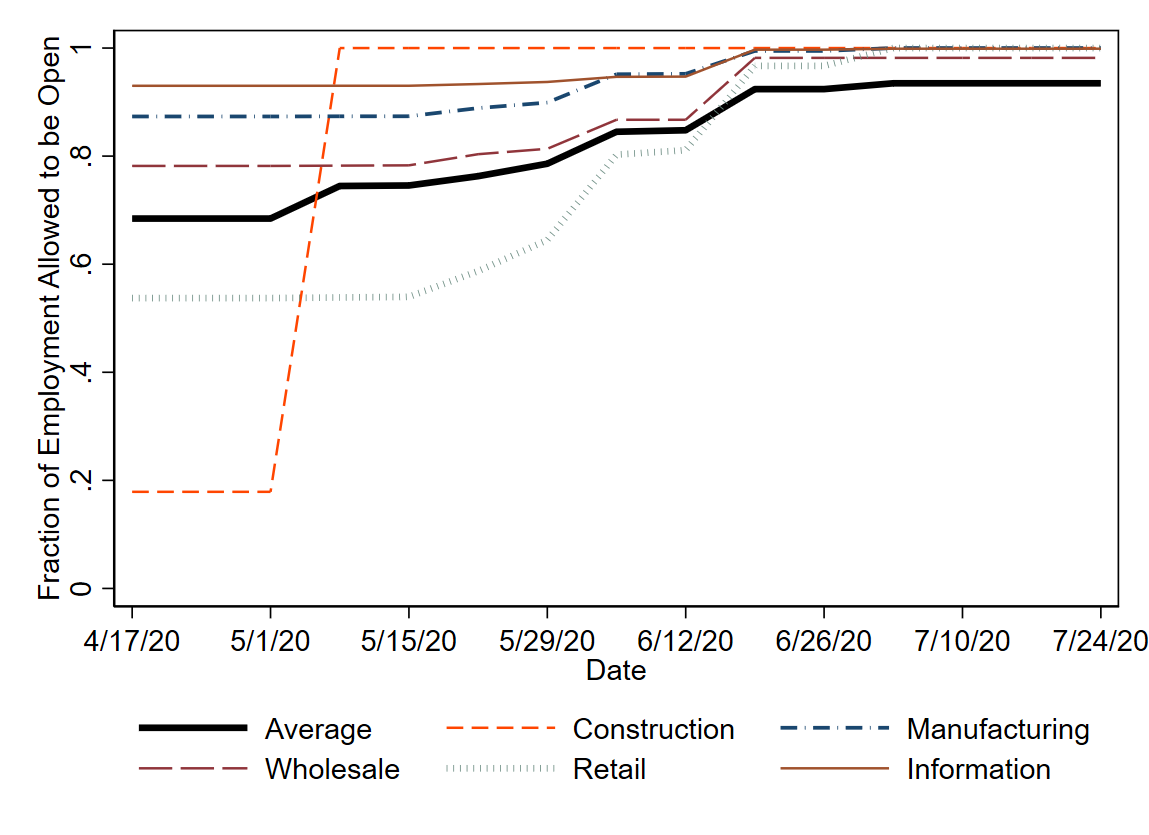 Fraction of Employment Allowed to be Open
1
.8
.6
.4
.2
0
4/17/20 5/1/20 5/15/20 5/29/20 6/12/20 6/26/20 7/10/20 7/24/20
Date
Average Construction Manufacturing
Wholesale Retail Information